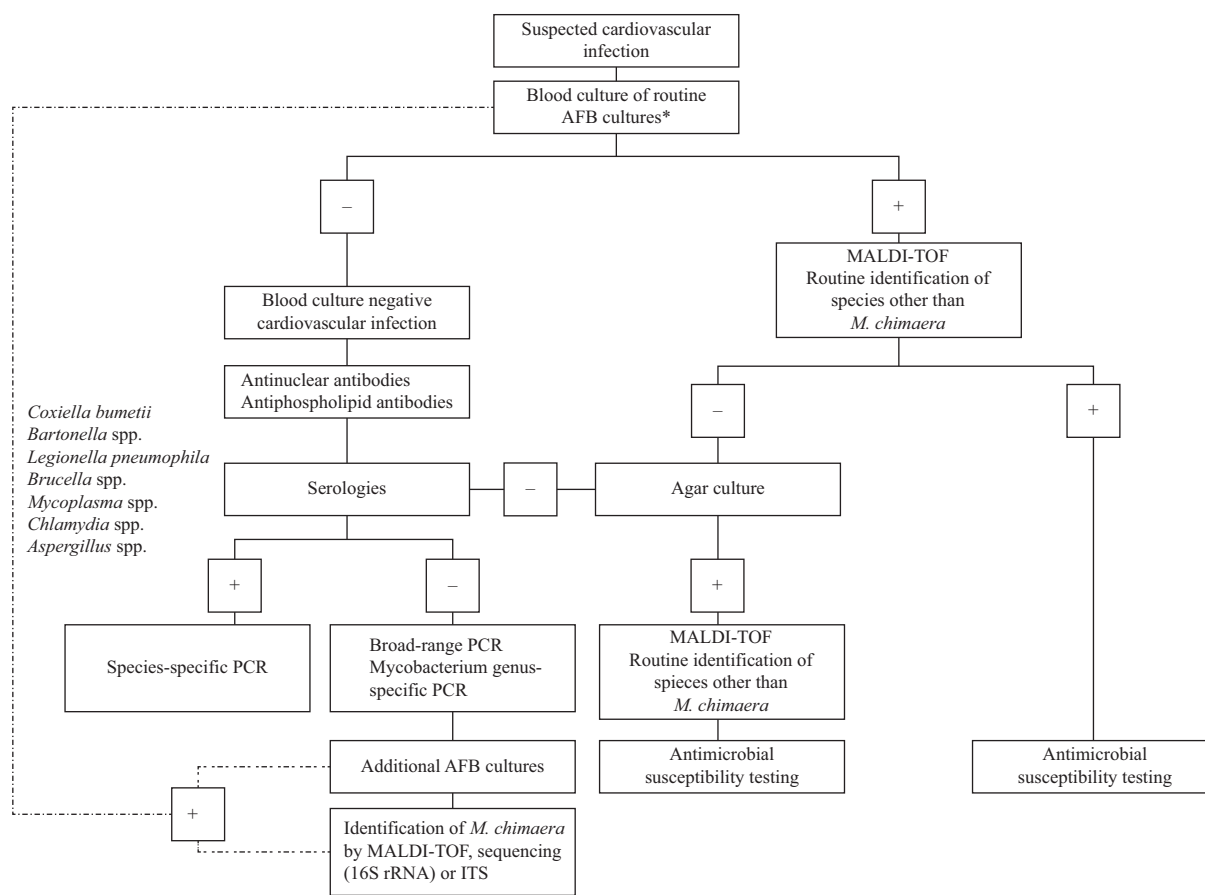 Suspected cardiovascular
infection
Blood culture of routine
AFB cultures*
–
+
MALDI-TOF
Routine identification of
species other than
M. chimaera
Blood culture negative
cardiovascular infection
Antinuclear antibodies
Antiphospholipid antibodies
–
+
Coxiella bumetii
Bartonella spp.
Legionella pneumophila
Brucella spp.
Mycoplasma spp.
Chlamydia spp.
Aspergillus spp.
Serologies
–
Agar culture
+
–
+
Species-specific PCR
Broad-range PCR
Mycobacterium genus-
specific PCR
MALDI-TOF
Routine identification of
spieces other than
M. chimaera
Additional AFB cultures
Antimicrobial
susceptibility testing
Antimicrobial
susceptibility testing
+
Identification of M. chimaera
by MALDI-TOF, sequencing
(16S rRNA) or ITS